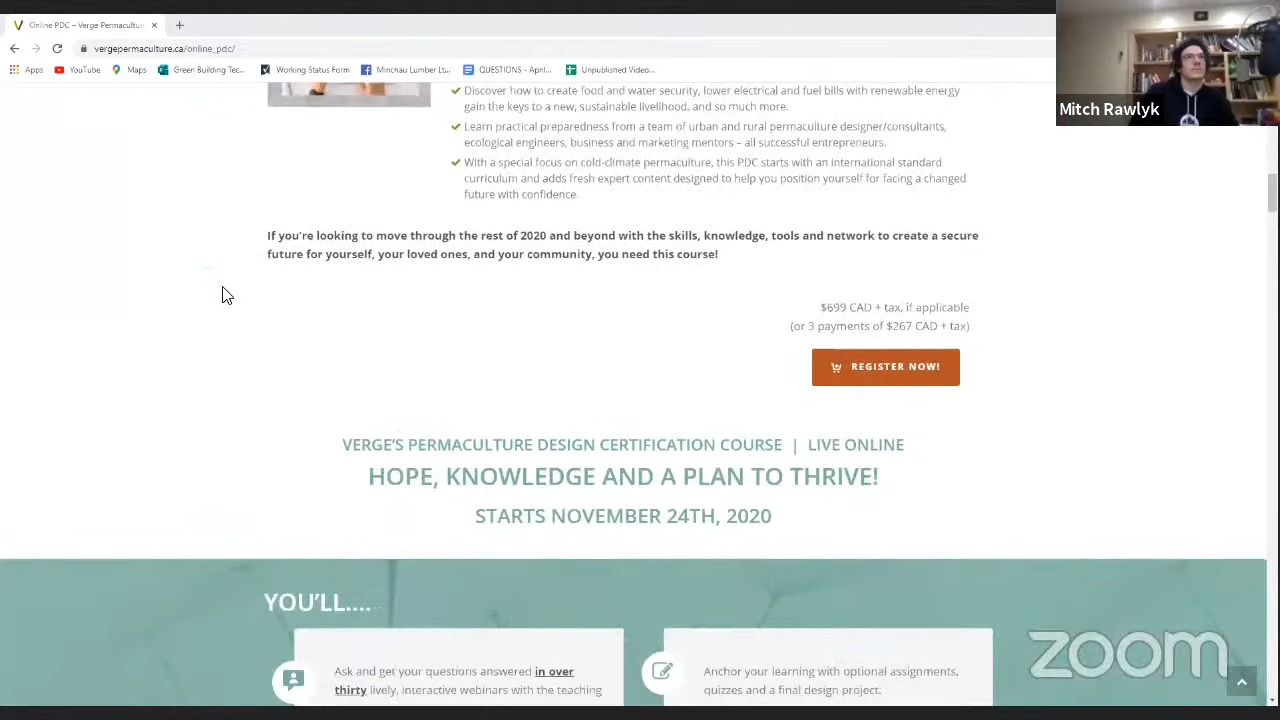 Online PDC – Verge Permacultur
vergepermaculture.ca/online_pdc/
Apps
YouTube
Maps
Green Building Tec...
Working Status Form
Minchau Lumber Lt...
QUESTIONS - Apri...
Unpublished Video...
Mitch Rawlyk
Discover how to create food and water security, lower electrical and fuel bills with renewable energy
gain the keys to a new, sustainable livelihood, and so much more.
Learn practical preparedness from a team of urban and rural permaculture designer/consultants,
ecological engineers, business and marketing mentors – all successful entrepreneurs.
With a special focus on cold-climate permaculture, this PDC starts with an international standard
curriculum and adds fresh expert content designed to help you position yourself for facing a changed
future with confidence.
If you're looking to move through the rest of 2020 and beyond with the skills, knowledge, tools and network to create a secure
future for yourself, your loved ones, and your community, you need this course!
$699 CAD + tax, if applicable
(or 3 payments of $267 CAD + tax)
REGISTER NOW!
VERGE'S PERMACULTURE DESIGN CERTIFICATION COURSE | LIVE ONLINE
HOPE, KNOWLEDGE AND A PLAN TO THRIVE!
STARTS NOVEMBER 24TH, 2020
YOU'LL....
Ask and get your questions answered in over
thirty lively, interactive webinars with the teaching
Anchor your learning with optional assignments,
quizzes and a final design project.
zoom